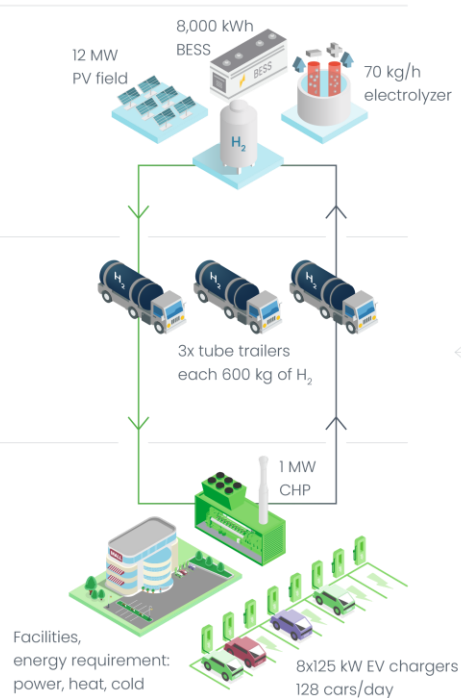 8,000 kWh
BESS
12 MW
PV field
BESS
70 kg/h
electrolyzer
H₂
H₂
H₂
H₂
3x tube trailers
each 600 kg of H₂
1 MW
CHP
Facilities,
energy requirement:
power, heat, cold
8x125 kW EV chargers
128 cars/day